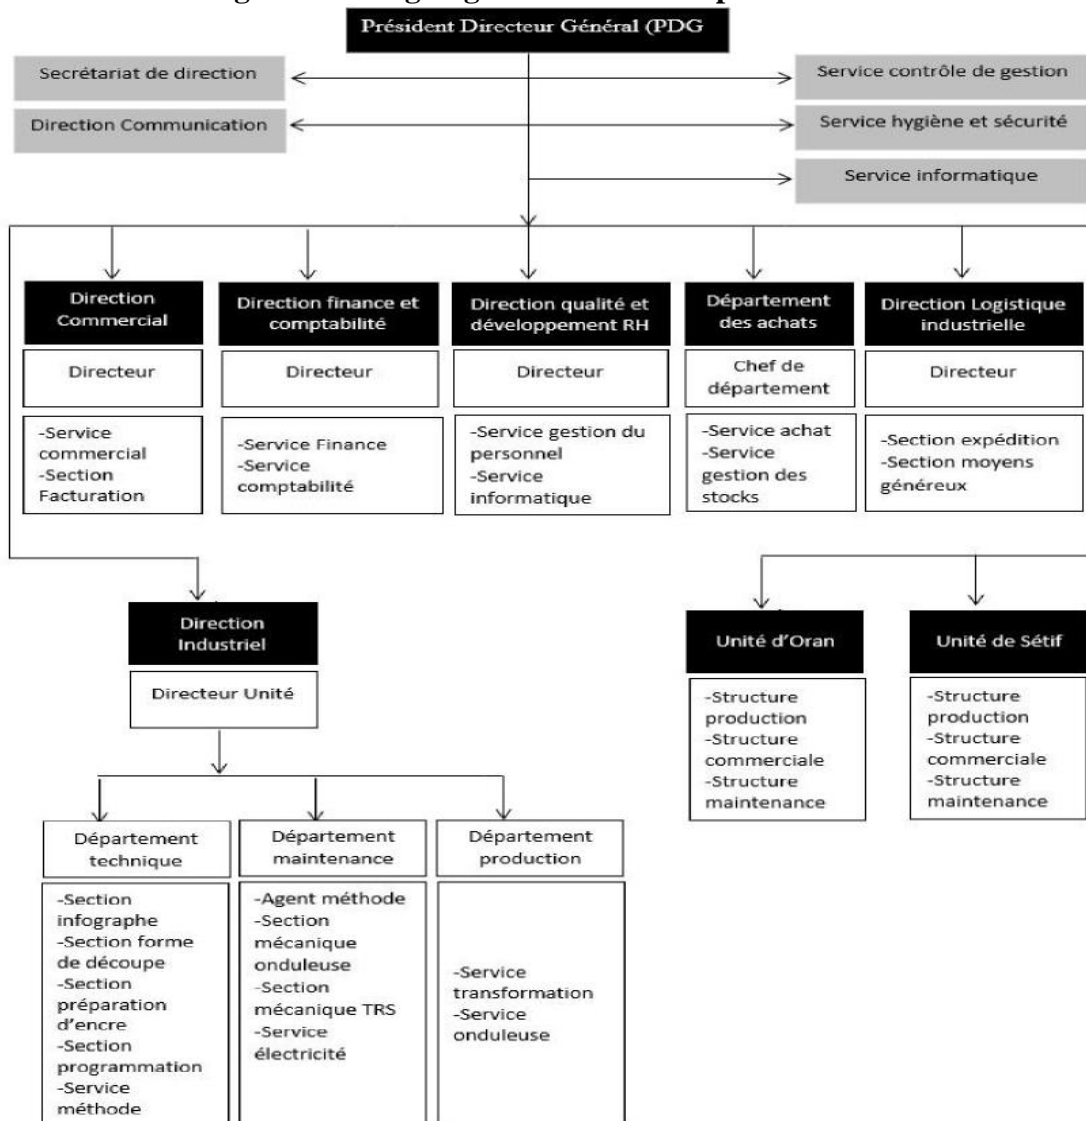 Président Directeur Général (PDG
Secrétariat de direction
Service contrôle de gestion
Direction Communication
Service hygiène et sécurité
Service informatique
Direction
Commercial
Directeur
-Service
commercial
-Section
Facturation
Direction finance et
comptabilité
Directeur
-Service Finance
-Service
comptabilité
Direction qualité et
développement RH
Directeur
-Service gestion du
personnel
-Service
informatique
Département
des achats
Chef de
département
-Service achat
-Service
gestion des
stocks
Direction Logistique
industrielle
Directeur
-Section expédition
-Section moyens
généreux
Direction
Industriel
Directeur Unité
Unité d'Oran
-Structure
production
-Structure
commerciale
-Structure
maintenance
Unité de Sétif
-Structure
production
-Structure
commerciale
-Structure
maintenance
Département
technique
-Section
infographe
-Section forme
de découpe
-Section
préparation
d'encre
-Section
programmation
-Service
méthode
Département
maintenance
-Agent méthode
-Section
mécanique
onduleuse
-Section
mécanique TRS
-Service
électricité
Département
production
-Service
transformation
-Service
onduleuse